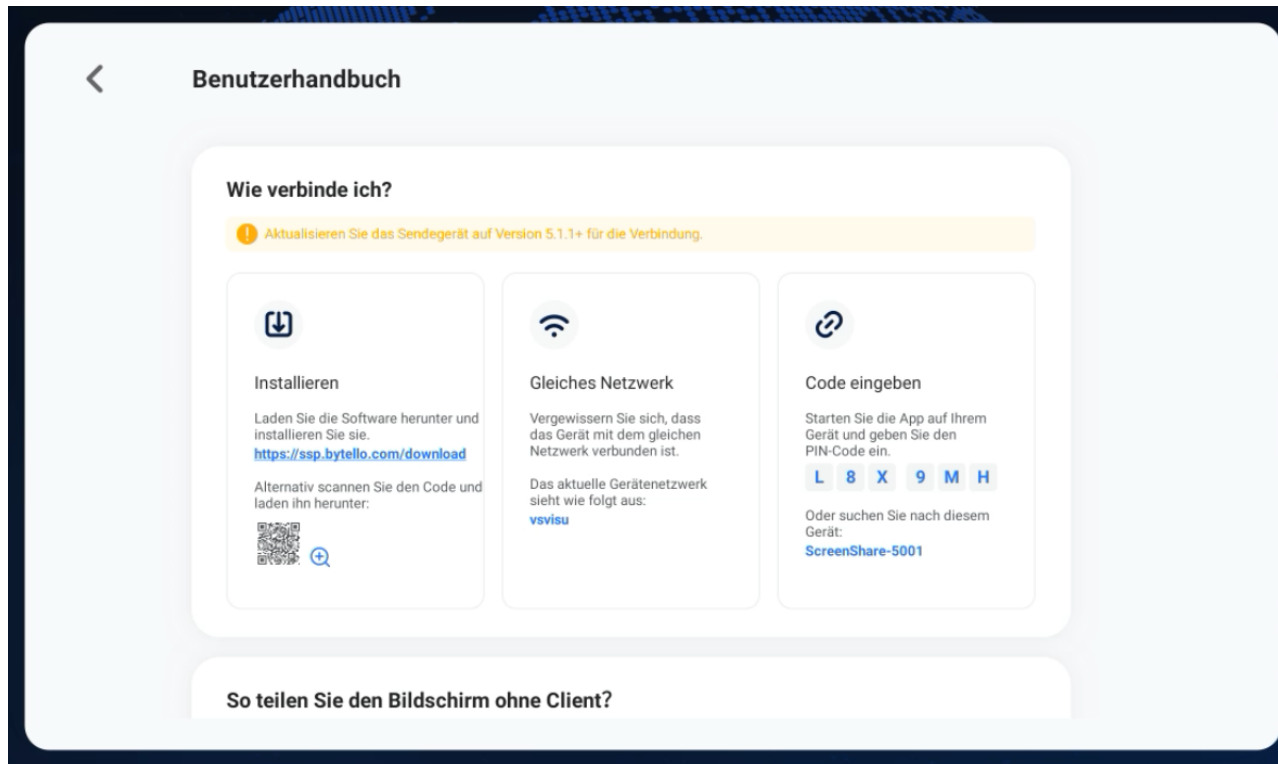 Benutzerhandbuch
Wie verbinde ich?
Aktualisieren Sie das Sendegerät auf Version 5.1.1+ für die Verbindung.
Installieren
Laden Sie die Software herunter und
installieren Sie sie.
https://ssp.bytello.com/download
Alternativ scannen Sie den Code und
laden ihn herunter:
Gleiches Netzwerk
Vergewissern Sie sich, dass
das Gerät mit dem gleichen
Netzwerk verbunden ist.
Das aktuelle Gerätenetzwerk
sieht wie folgt aus:
vsvisu
Code eingeben
Starten Sie die App auf Ihrem
Gerät und geben Sie den
PIN-Code ein.
L 8 X 9 M H
Oder suchen Sie nach diesem
Gerät:
ScreenShare-5001
So teilen Sie den Bildschirm ohne Client?